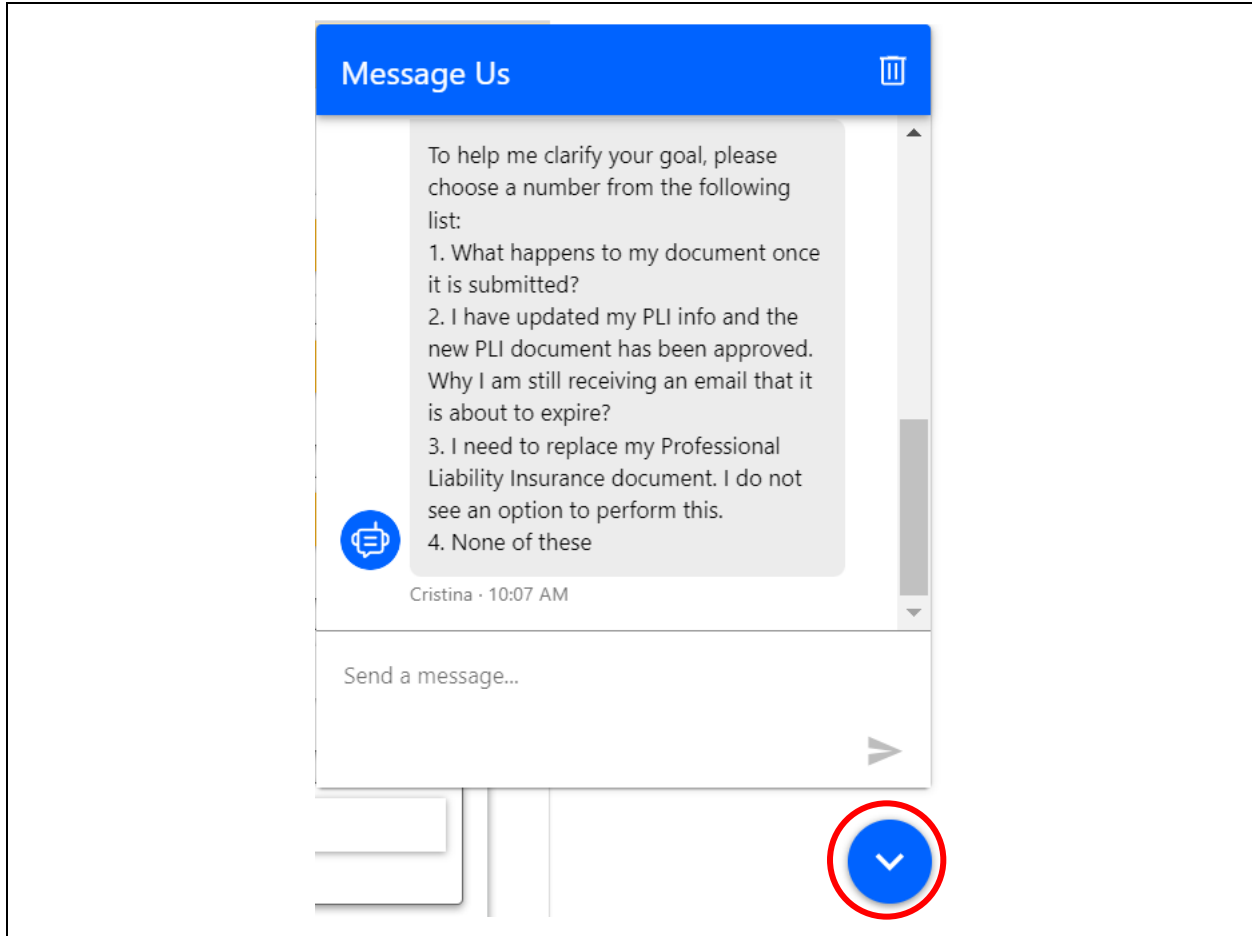 Message Us
To help me clarify your goal, please
choose a number from the following
list:
1. What happens to my document once
it is submitted?
2. I have updated my PLI info and the
new PLI document has been approved.
Why I am still receiving an email that it
is about to expire?
3. I need to replace my Professional
Liability Insurance document. I do not
see an option to perform this.
4. None of these
Cristina · 10:07 AM
Send a message...